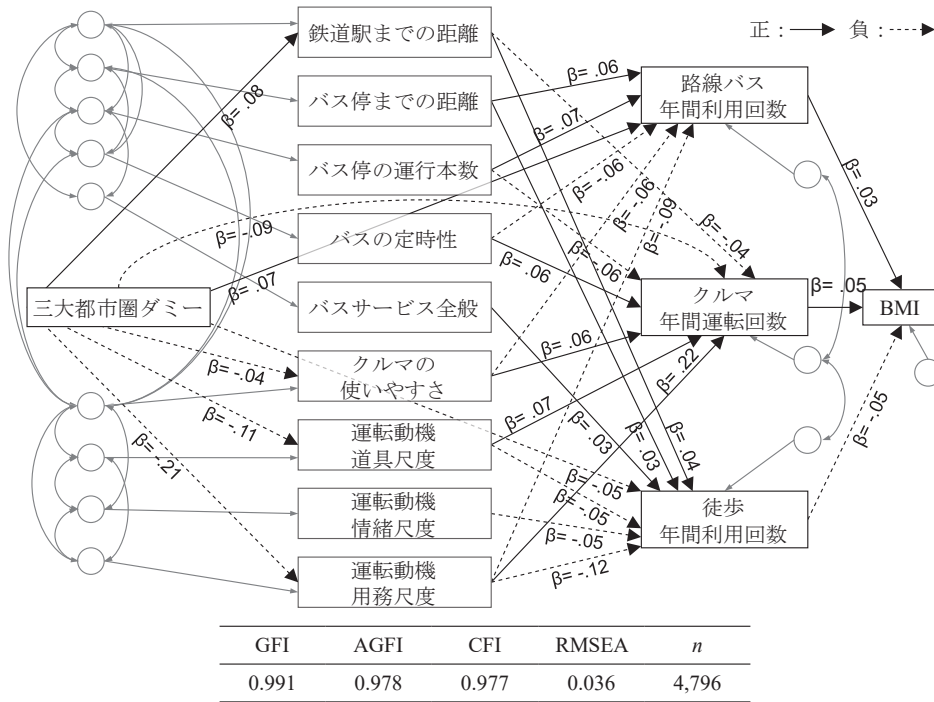 正：
負：
鉄道駅までの距離
バス停までの距離
バス停の運行本数
バスの定時性
バスサービス全般
クルマの
使いやすさ
運転動機
道具尺度
運転動機
情緒尺度
運転動機
用務尺度
三大都市圏ダミー
路線バス
年間利用回数
クルマ
年間運転回数
徒歩
年間利用回数
BMI
β= .08
β= -.09
β= .07
β= -.04
β= -.11
β= -.21
β= .06
β= .07
β= -.06
β= -.06
β= -.09
β= -.04
β= -.06
β= .06
β= .06
β= .07
β= .22
β= .03
β= .03
β= .04
β= -.05
β= -.05
β= -.05
β= -.12
β= .03
β= .05
β= -.05
GFI AGFI CFI RMSEA n
0.991 0.978 0.977 0.036 4,796